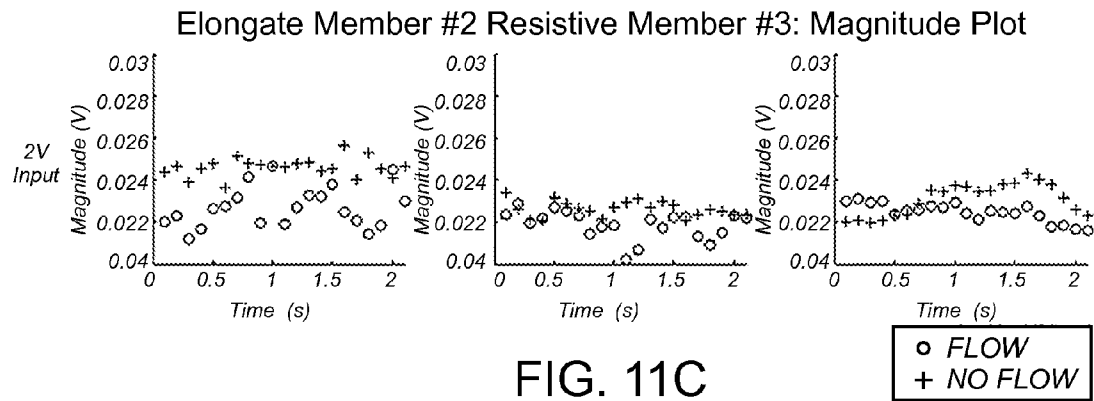 Elongate Member #2 Resistive Member #3: Magnitude Plot
2V
Input
Magnitude (V)
0.03
0.028
0.026
0.024
0.022
0.04
0 0.5 1 1.5 2
Time (s)
Magnitude (V)
0.03
0.028
0.026
0.024
0.022
0.04
0 0.5 1 1.5 2
Time (s)
Magnitude (V)
0.03
0.028
0.026
0.024
0.022
0.04
0 0.5 1 1.5 2
Time (s)
FLOW
NO FLOW
FIG. 11C